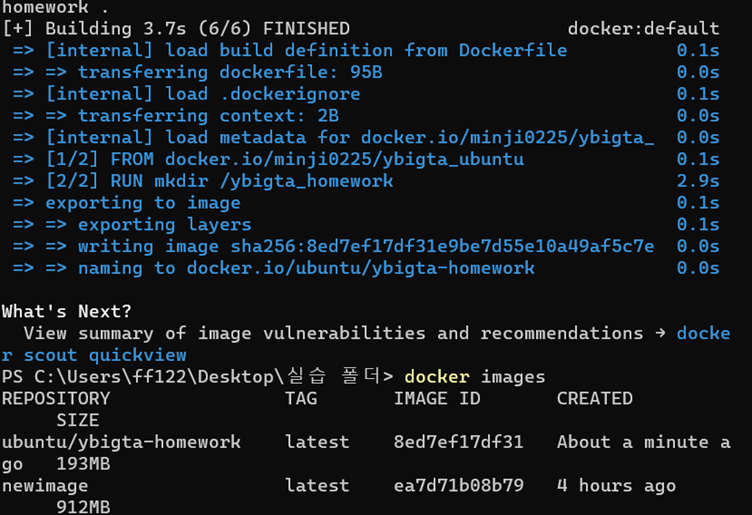 homework .
[+] Building 3.7s (6/6) FINISHED docker:default
=> [internal] load build definition from Dockerfile 0.1s
=> => transferring dockerfile: 95B 0.0s
=> [internal] load .dockerignore 0.1s
=> => transferring context: 2B 0.0s
=> [internal] load metadata for docker.io/minji0225/ybigta_ 0.0s
=> [1/2] FROM docker.io/minji0225/ybigta_ubuntu 0.1s
=> [2/2] RUN mkdir /ybigta_homework 2.9s
=> exporting to image 0.1s
=> => exporting layers 0.1s
=> => writing image sha256:8ed7ef17df31e9be7d55e10a49af5c7e 0.0s
=> => naming to docker.io/ubuntu/ybigta-homework 0.0s
What's Next?
View summary of image vulnerabilities and recommendations → docke
r scout quickview
PS C:\Users\ff122\Desktop\실습 폴더> docker images
REPOSITORY TAG IMAGE ID CREATED
SIZE
ubuntu/ybigta-homework latest 8ed7ef17df31 About a minute a
go 193MB
newimage latest ea7d71b08b79 4 hours ago
912MB